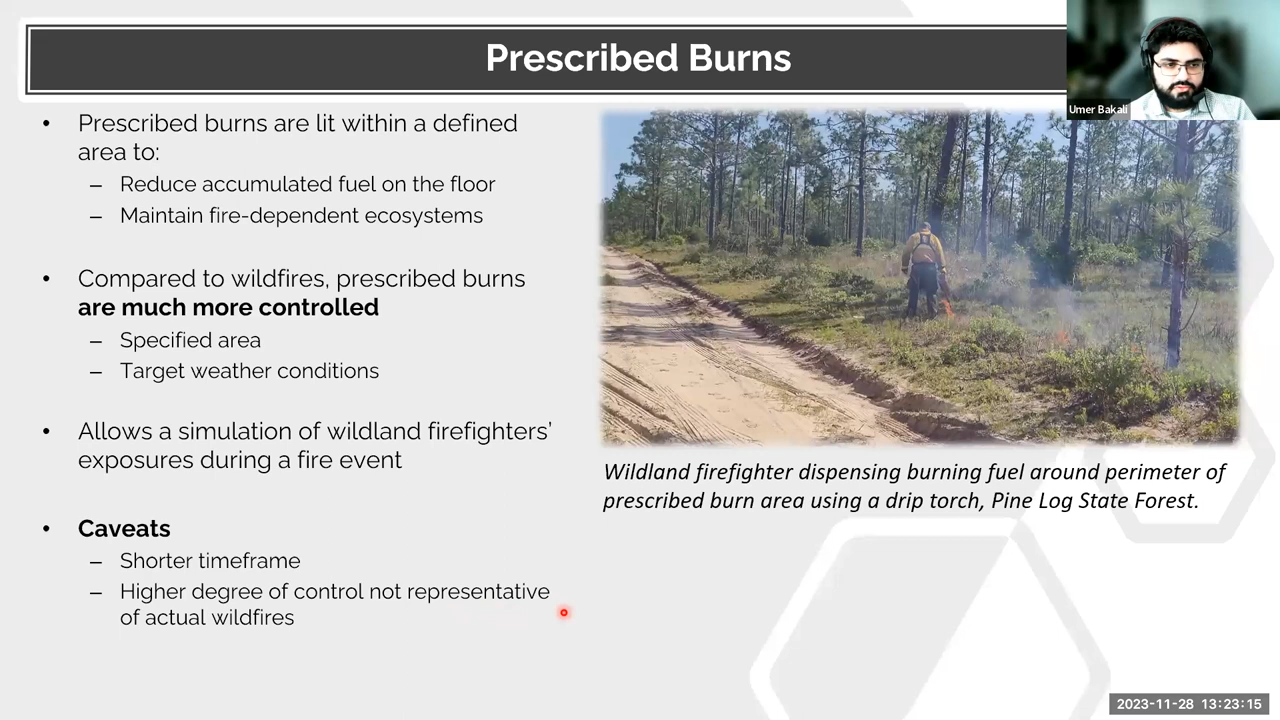 Prescribed Burns
Umer Bakali
• Prescribed burns are lit within a defined
area to:
– Reduce accumulated fuel on the floor
– Maintain fire-dependent ecosystems
• Compared to wildfires, prescribed burns
are much more controlled
– Specified area
– Target weather conditions
• Allows a simulation of wildland firefighters’
exposures during a fire event
• Caveats
– Shorter timeframe
– Higher degree of control not representative
of actual wildfires
Wildland firefighter dispensing burning fuel around perimeter of
prescribed burn area using a drip torch, Pine Log State Forest.
2023-11-28 13:23:15